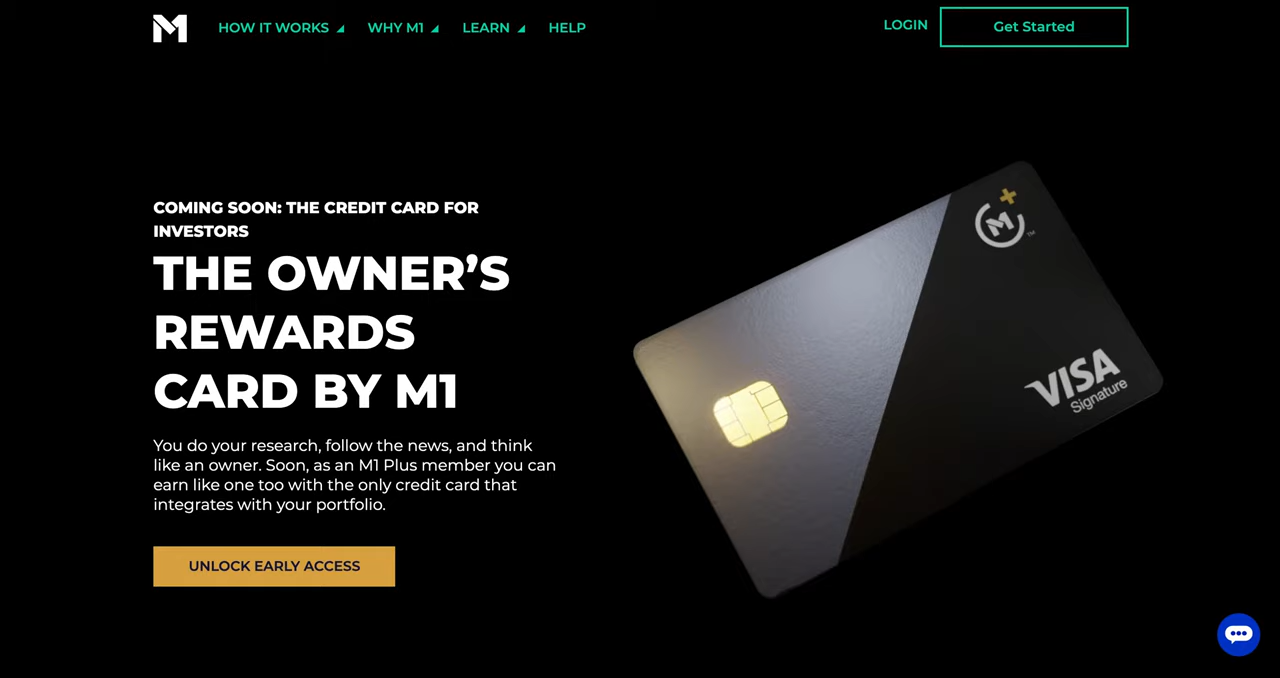 M1
HOW IT WORKS
WHY M1
LEARN
HELP
LOGIN
Get Started
COMING SOON: THE CREDIT CARD FOR
INVESTORS
THE OWNER’S
REWARDS
CARD BY M1
You do your research, follow the news, and think
like an owner. Soon, as an M1 Plus member you can
earn like one too with the only credit card that
integrates with your portfolio.
UNLOCK EARLY ACCESS
M+
TM
VISA
Signature